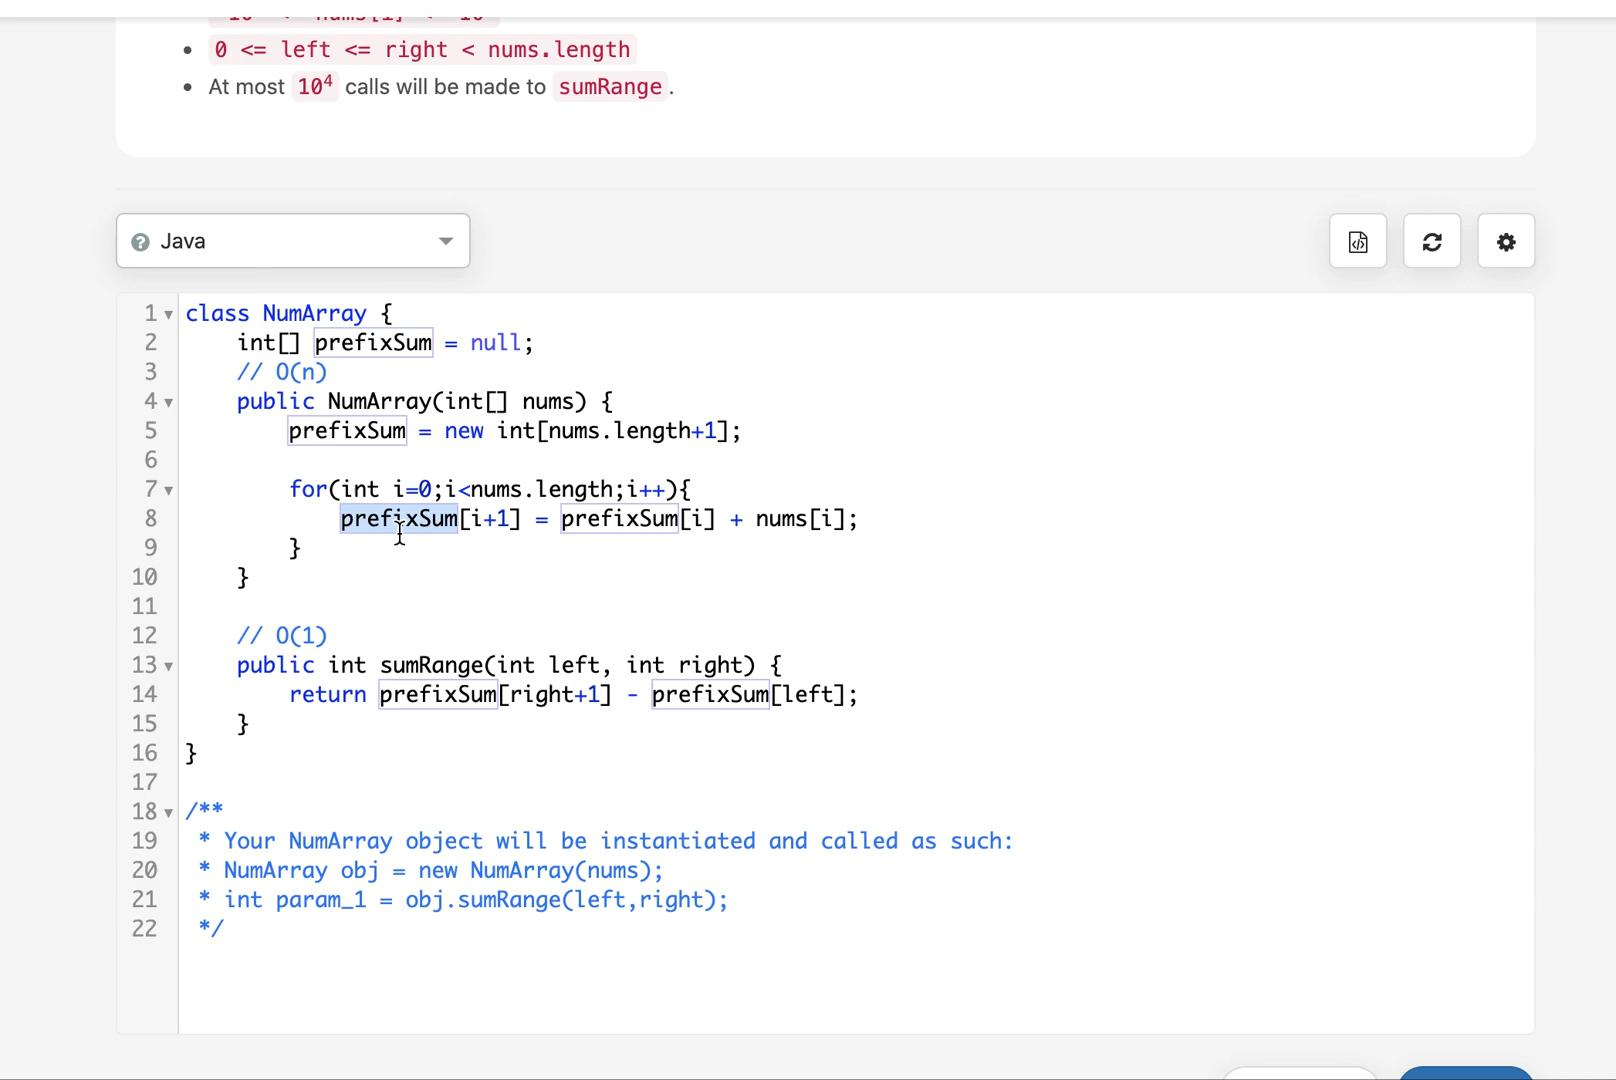 0 <= left <= right < nums.length
At most 10⁴ calls will be made to sumRange.
Java
1 class NumArray {
2 int[] prefixSum = null;
3 // O(n)
4 public NumArray(int[] nums) {
5 prefixSum = new int[nums.length+1];
6
7 for(int i=0;i<nums.length;i++){
8 prefixSum[i+1] = prefixSum[i] + nums[i];
9 }
10 }
11
12 // O(1)
13 public int sumRange(int left, int right) {
14 return prefixSum[right+1] - prefixSum[left];
15 }
16 }
17
18 /**
19 * Your NumArray object will be instantiated and called as such:
20 * NumArray obj = new NumArray(nums);
21 * int param_1 = obj.sumRange(left,right);
22 */